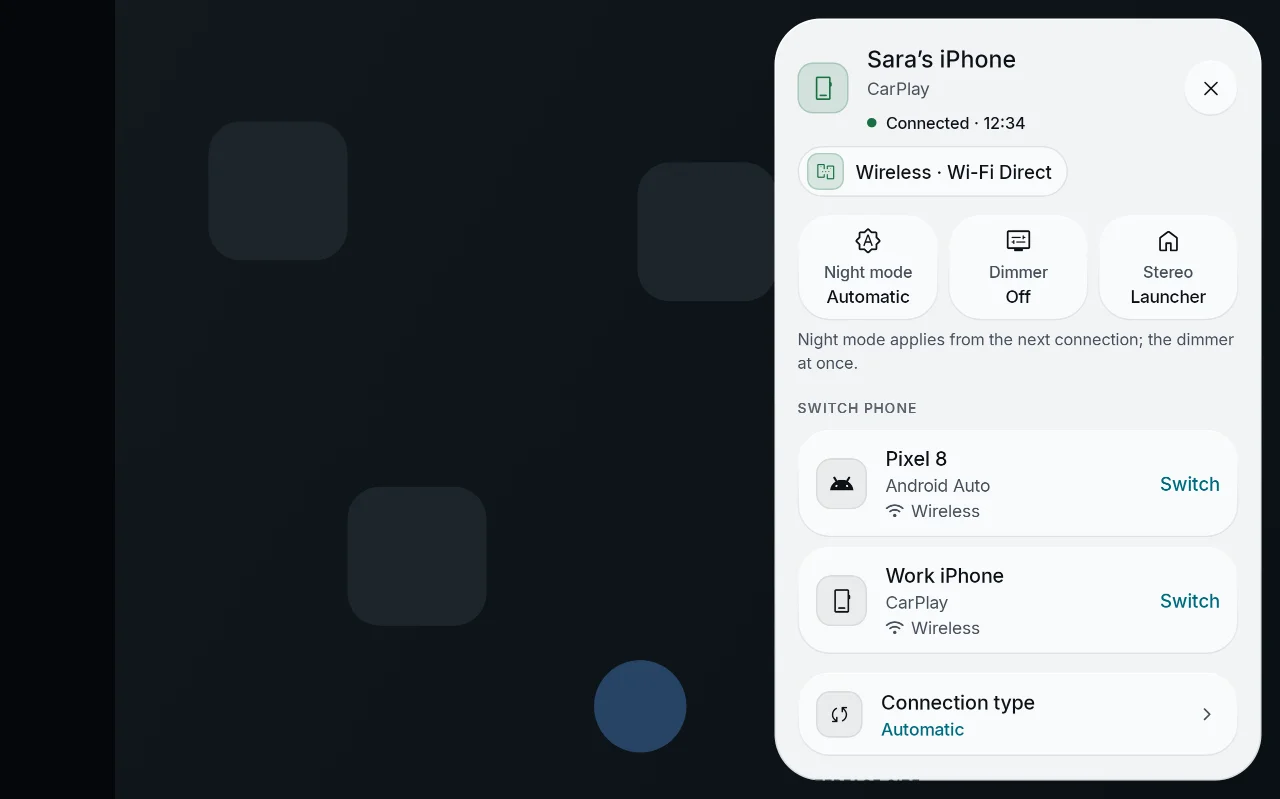 Sara’s iPhone
CarPlay
Connected · 12:34
Wireless · Wi-Fi Direct
Night mode
Automatic
Dimmer
Off
Stereo
Launcher
Night mode applies from the next connection; the dimmer
at once.
SWITCH PHONE
Pixel 8
Android Auto
Wireless
Switch
Work iPhone
CarPlay
Wireless
Switch
Connection type
Automatic